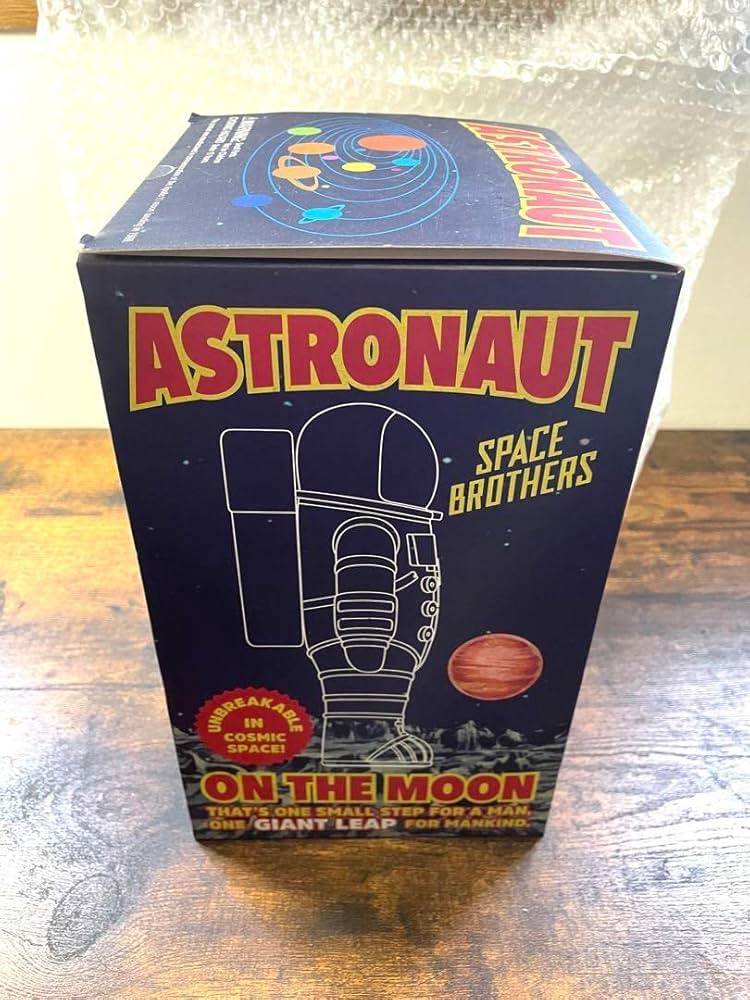 ASTRONAUT
ASTRONAUT
SPACE
BROTHERS
UNBREAKABLE
IN
COSMIC
SPACE!
ON THE MOON
THAT'S ONE SMALL STEP FOR A MAN,
ONE GIANT LEAP FOR MANKIND.